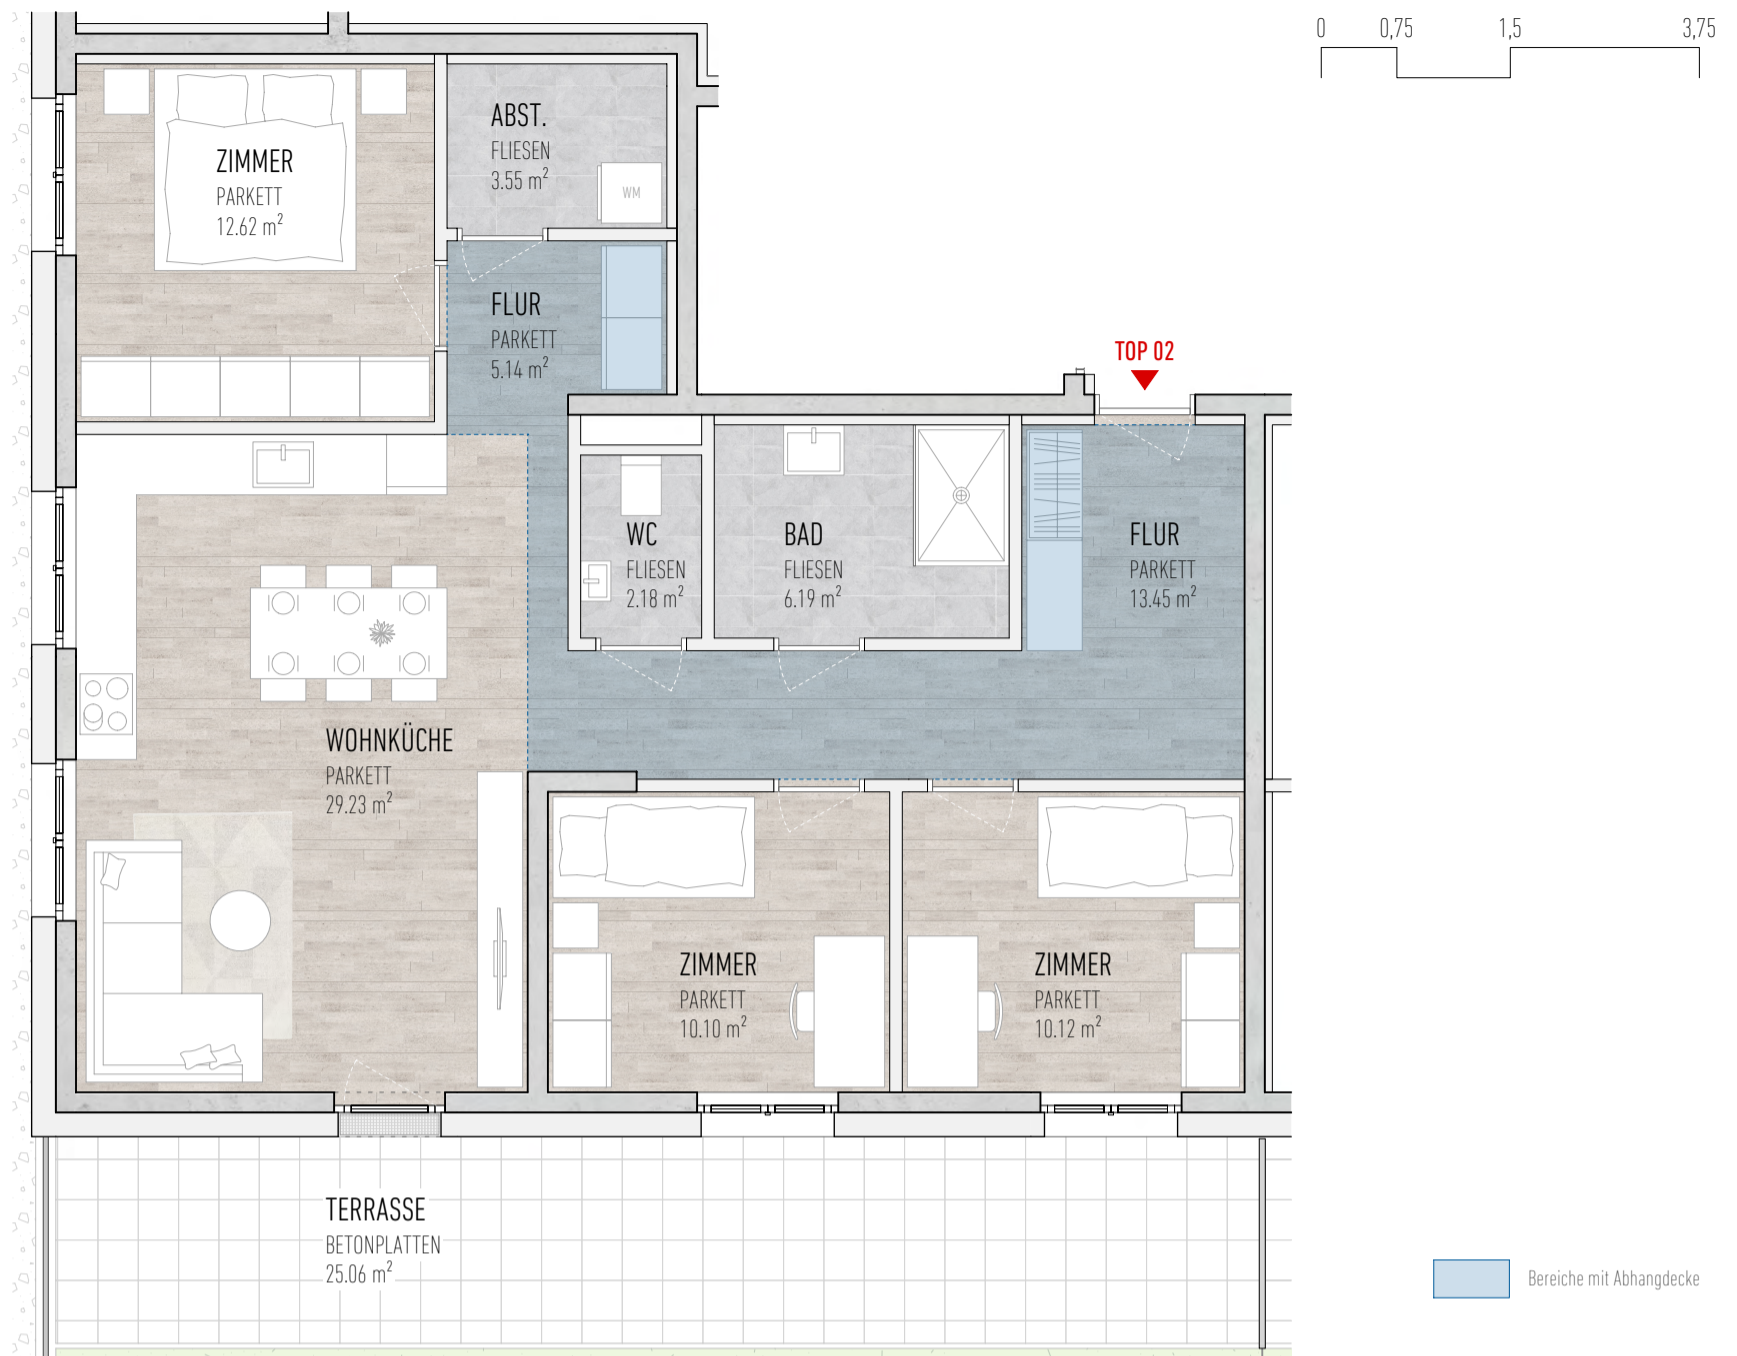 0 0,75 1,5 3,75
ZIMMER
PARKETT
12.62 m²
ABST.
FLIESEN
3.55 m²
WM
FLUR
PARKETT
5.14 m²
TOP 02
WC
FLIESEN
2.18 m²
BAD
FLIESEN
6.19 m²
FLUR
PARKETT
13.45 m²
WOHNKÜCHE
PARKETT
29.23 m²
ZIMMER
PARKETT
10.10 m²
ZIMMER
PARKETT
10.12 m²
TERRASSE
BETONPLATTEN
25.06 m²
Bereiche mit Abhangdecke